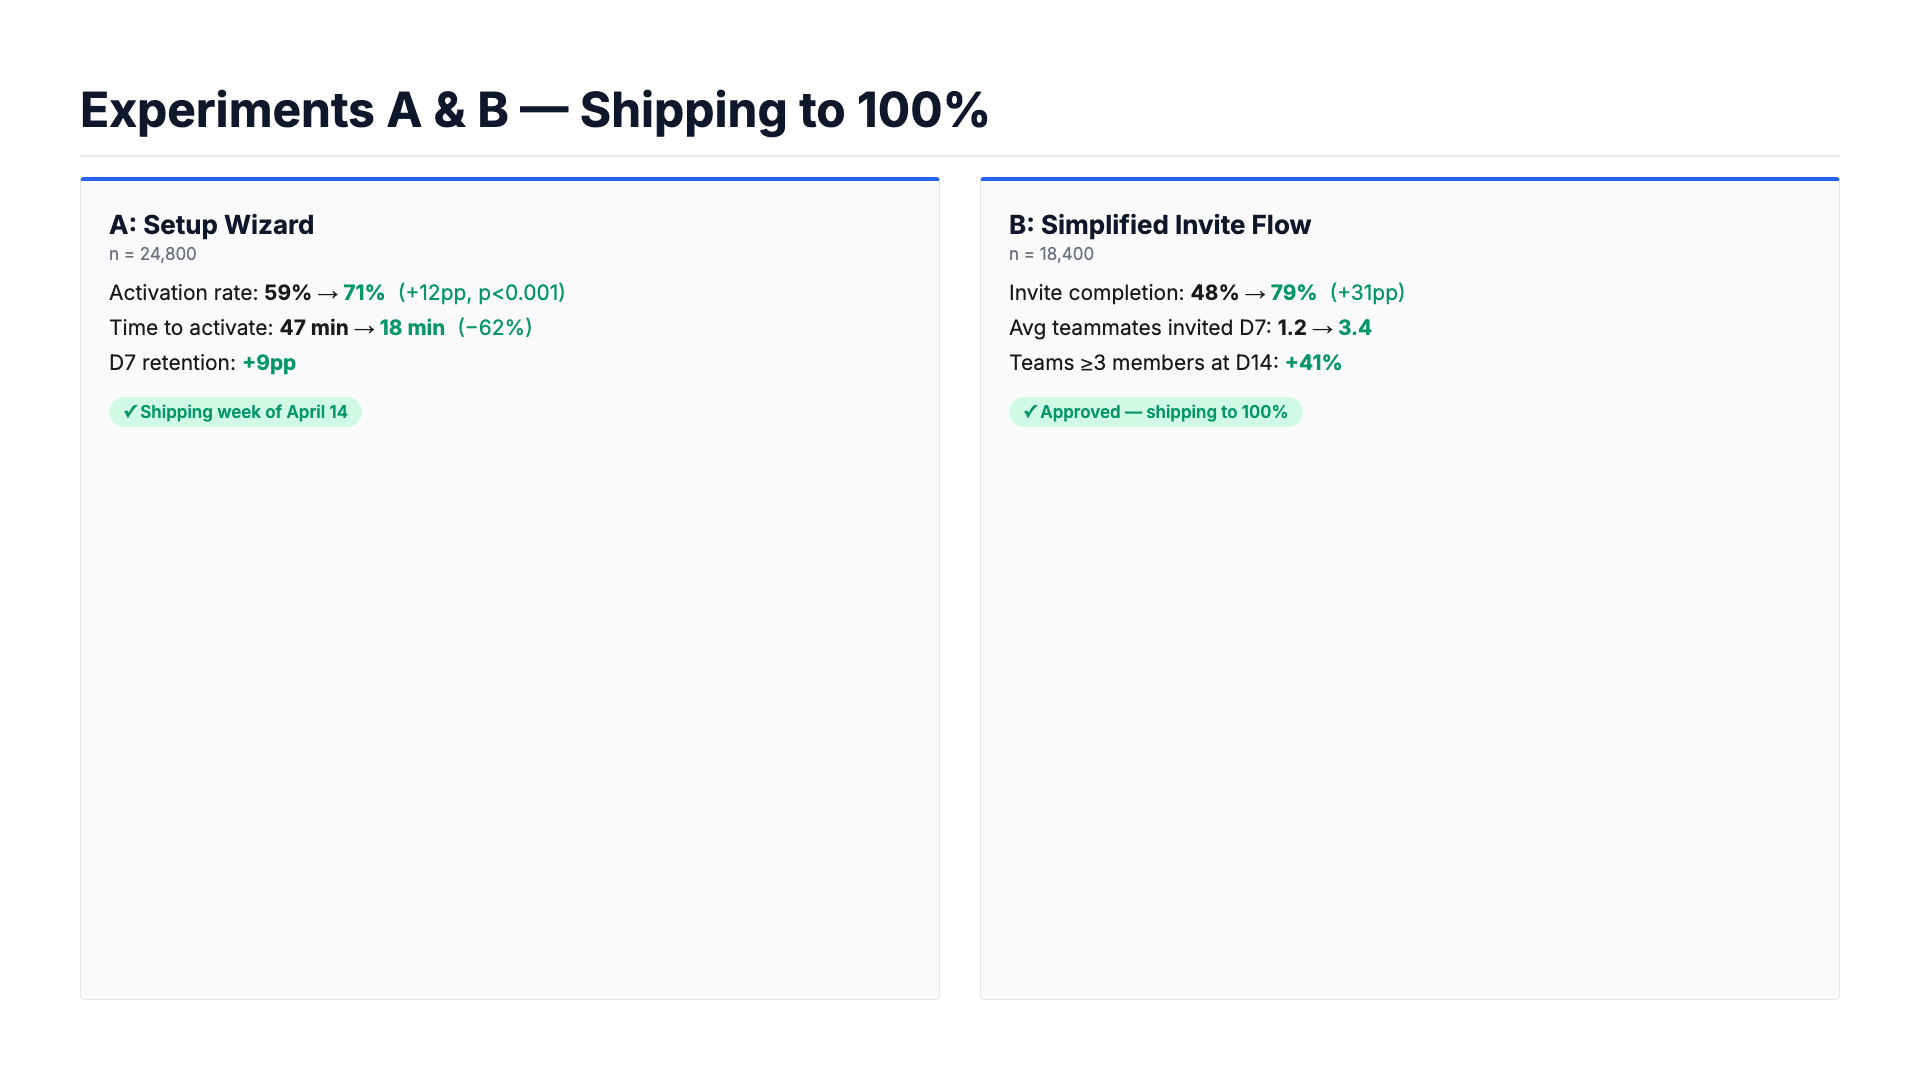 Experiments A & B — Shipping to 100%
A: Setup Wizard
n = 24,800
Activation rate: 59% → 71% (+12pp, p<0.001)
Time to activate: 47 min → 18 min (−62%)
D7 retention: +9pp
✓ Shipping week of April 14
B: Simplified Invite Flow
n = 18,400
Invite completion: 48% → 79% (+31pp)
Avg teammates invited D7: 1.2 → 3.4
Teams ≥3 members at D14: +41%
✓ Approved — shipping to 100%